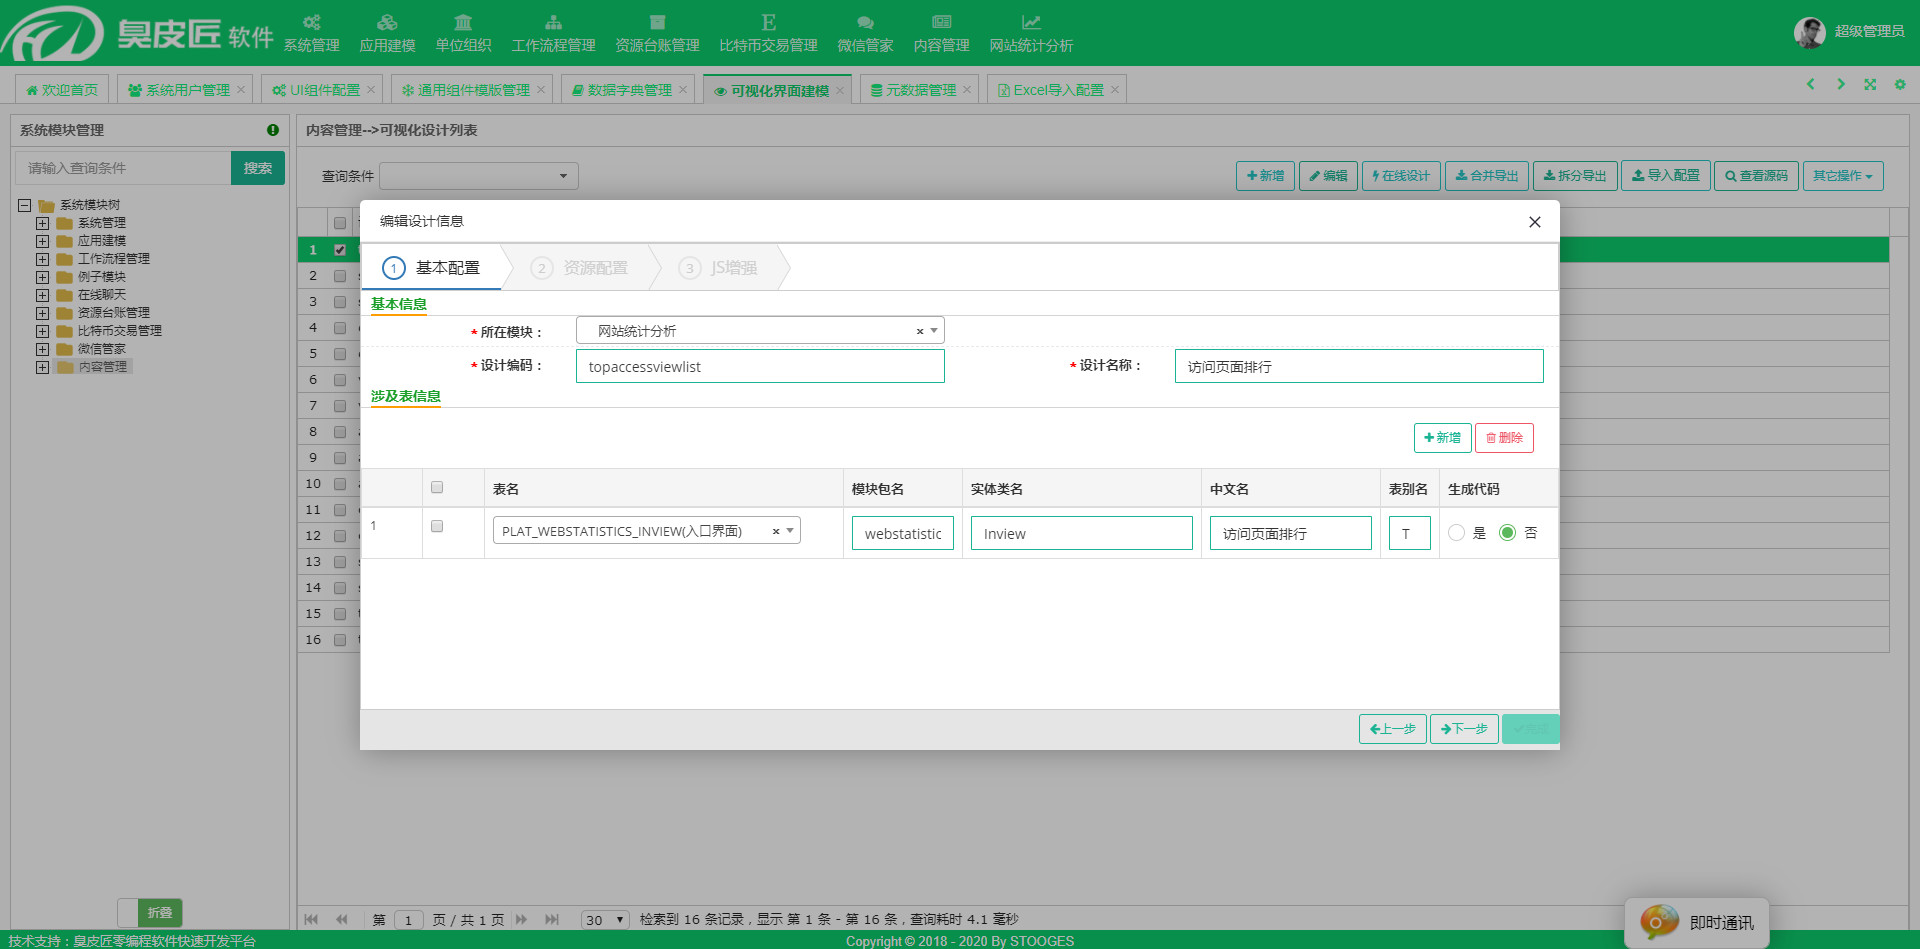 臭皮匠 软件
系统管理 应用建模 单位组织 工作流程管理 资源台账管理 比特币交易管理 微信管家 内容管理 网站统计分析
超级管理员
欢迎首页 系统用户管理 × UI组件配置 × 通用组件模版管理 × 数据字典管理 × 可视化界面建模 × 元数据管理 × Excel导入配置 ×
系统模块管理
内容管理-->可视化设计列表
请输入查询条件 搜索
查询条件
新增 编辑 在线设计 合并导出 拆分导出 导入配置 查看源码 其它操作
系统模块树
系统管理
应用建模
工作流程管理
例子模块
在线聊天
资源台账管理
比特币交易管理
微信管家
内容管理
1
2
3
4
5
6
7
8
9
10
11
12
13
14
15
16
编辑设计信息 ×
1 基本配置 2 资源配置 3 JS增强
基本信息
*所在模块： 网站统计分析 ×
*设计编码： topaccessviewlist *设计名称： 访问页面排行
涉及表信息
新增 删除
表名 模块包名 实体类名 中文名 表别名 生成代码
1 PLAT_WEBSTATISTICS_INVIEW(入口界面) × webstatistic Inview 访问页面排行 T 是 否
上一步 下一步
折叠
第 1 页 / 共 1 页 30 检索到 16 条记录，显示 第 1 条 - 第 16 条，查询耗时 4.1 毫秒
即时通讯
技术支持：臭皮匠零编程软件快速开发平台
Copyright © 2018 - 2020 By STOOGES